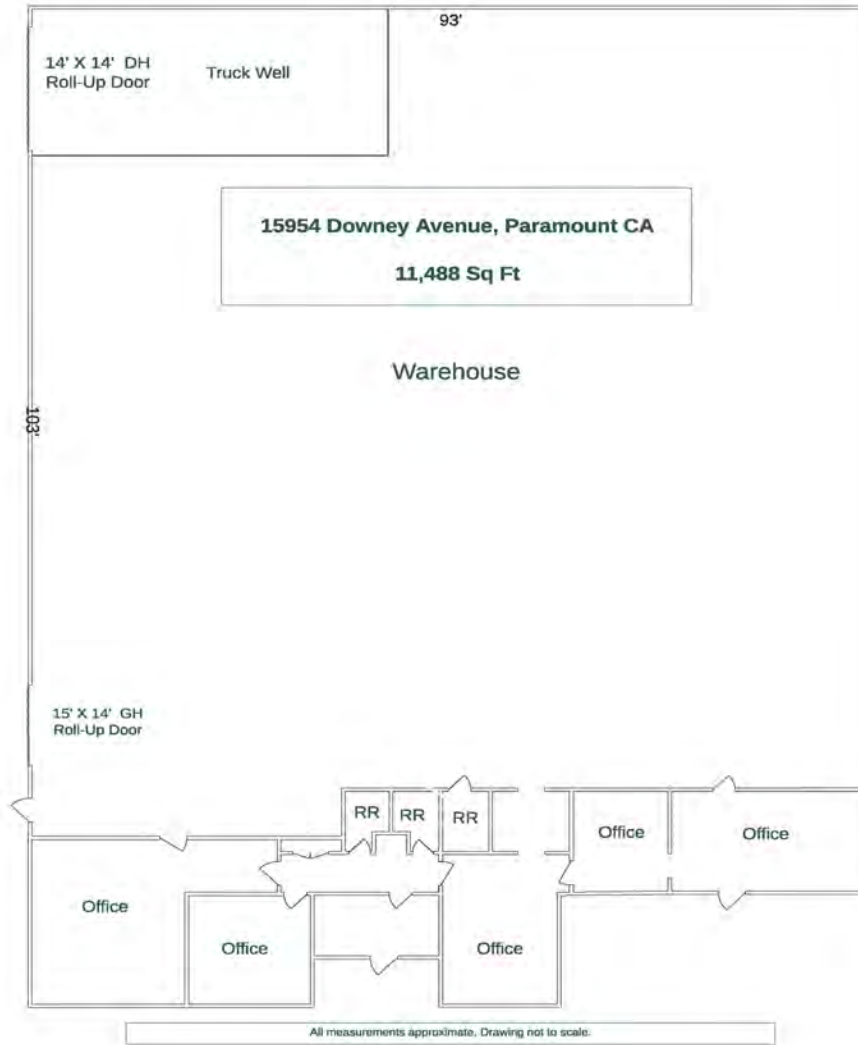 93'
14' X 14' DH
Roll-Up Door
Truck Well
15954 Downey Avenue, Paramount CA
11,488 Sq Ft
Warehouse
103'
15' X 14' GH
Roll-Up Door
RR
RR
RR
Office
Office
Office
Office
Office
All measurements approximate. Drawing not to scale.